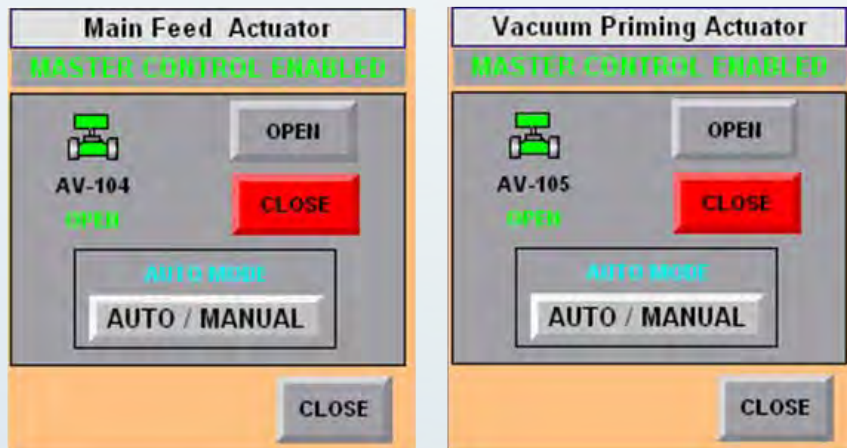 Main Feed Actuator
MASTER CONTROL ENABLED
OPEN
AV-104
OPEN
CLOSE
AUTO MODE
AUTO / MANUAL
CLOSE
Vacuum Priming Actuator
MASTER CONTROL ENABLED
OPEN
AV-105
OPEN
CLOSE
AUTO MODE
AUTO / MANUAL
CLOSE